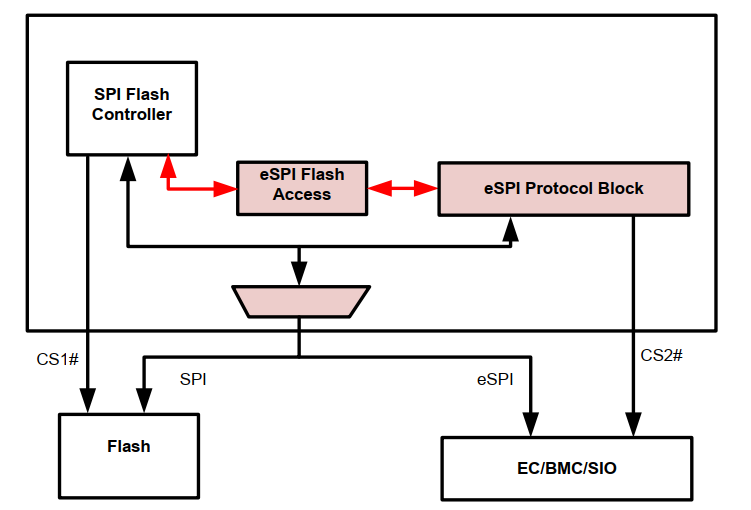 SPI Flash
Controller
eSPI Flash
Access
eSPI Protocol Block
CS1#
SPI
eSPI
CS2#
Flash
EC/BMC/SIO